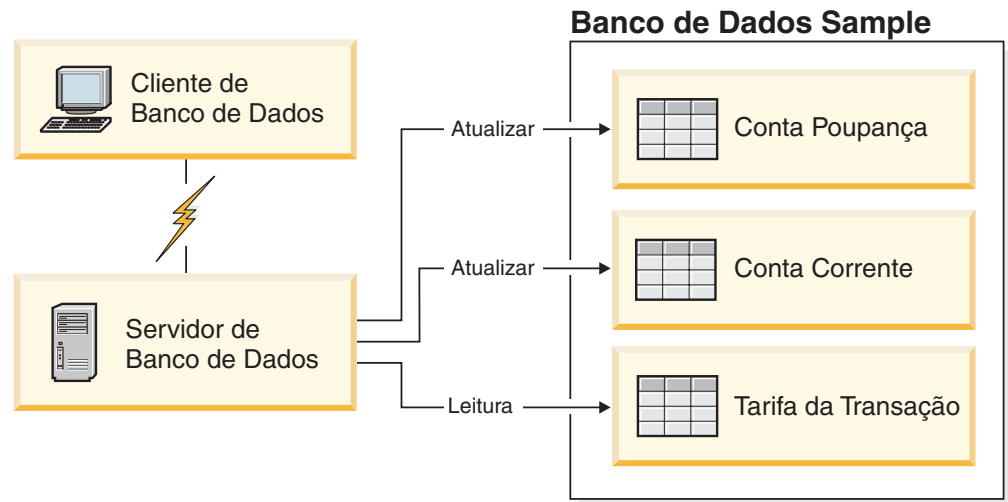 Banco de Dados Sample
Cliente de
Banco de Dados
Atualizar
Conta Poupança
Atualizar
Conta Corrente
Servidor de
Banco de Dados
Leitura
Tarifa da Transação